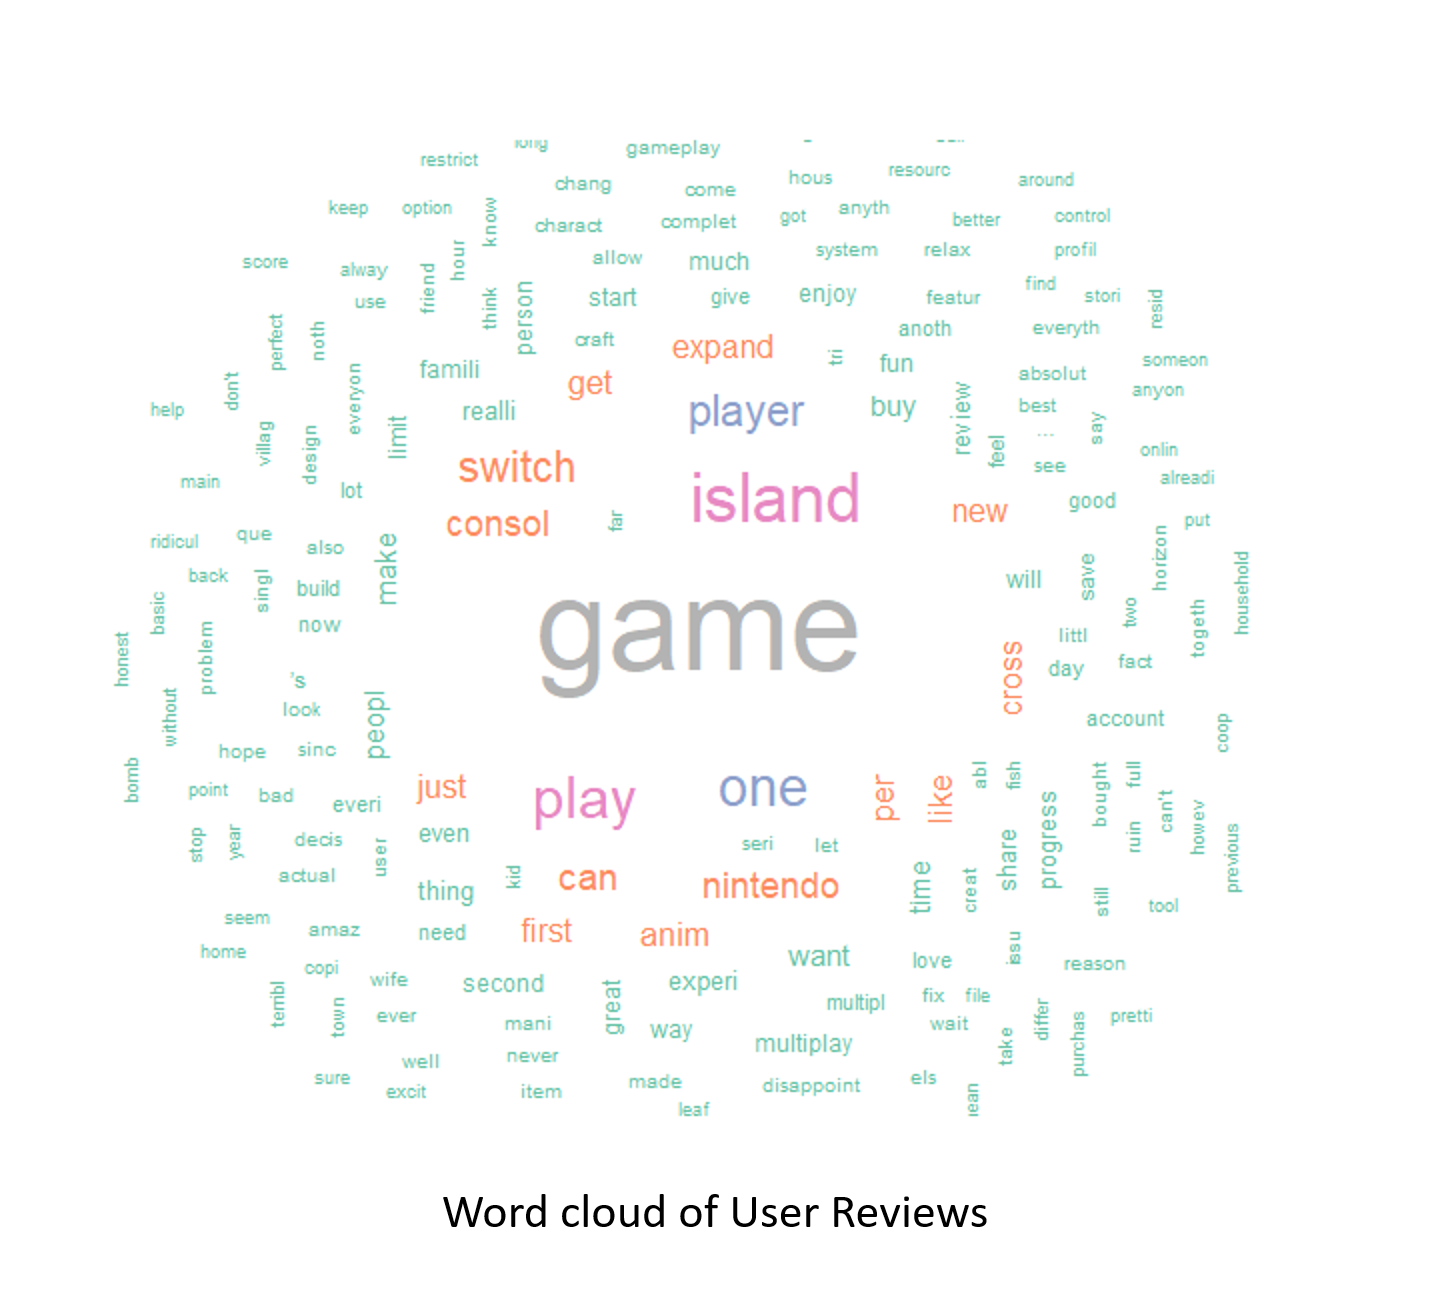 long gameplay
restrict
resourc
chang come hous around
keep option know charact complet got anyth better control
score alway friend hour allow much system relax profil
use think person start give enjoy featur find stori resid
perfect noth craft expand tri anoth everyth
famili get fun absolut someon
help don't everyon realli player buy review best say anyon
villag design limit switch feel ... see onlin
main lot island alreadi
consol far new good put
ridicul que also make will save horizon household
back singl build game
basic now littl two togeth
honest problem 's cross day fact
without look peopl account coop
hope sinc
bomb point bad everi just play one per like abl fish bought full can't
stop year decis user even seri let share progress ruin howev previous
actual thing kid can nintendo time creat still tool
seem amaz need first anim want love issu reason
home copi wife second great experi multipl fix file
terribl town ever mani way multiplay wait take differ purchas pretti
well never
sure excit item made disappoint els
leaf
Word cloud of User Reviews